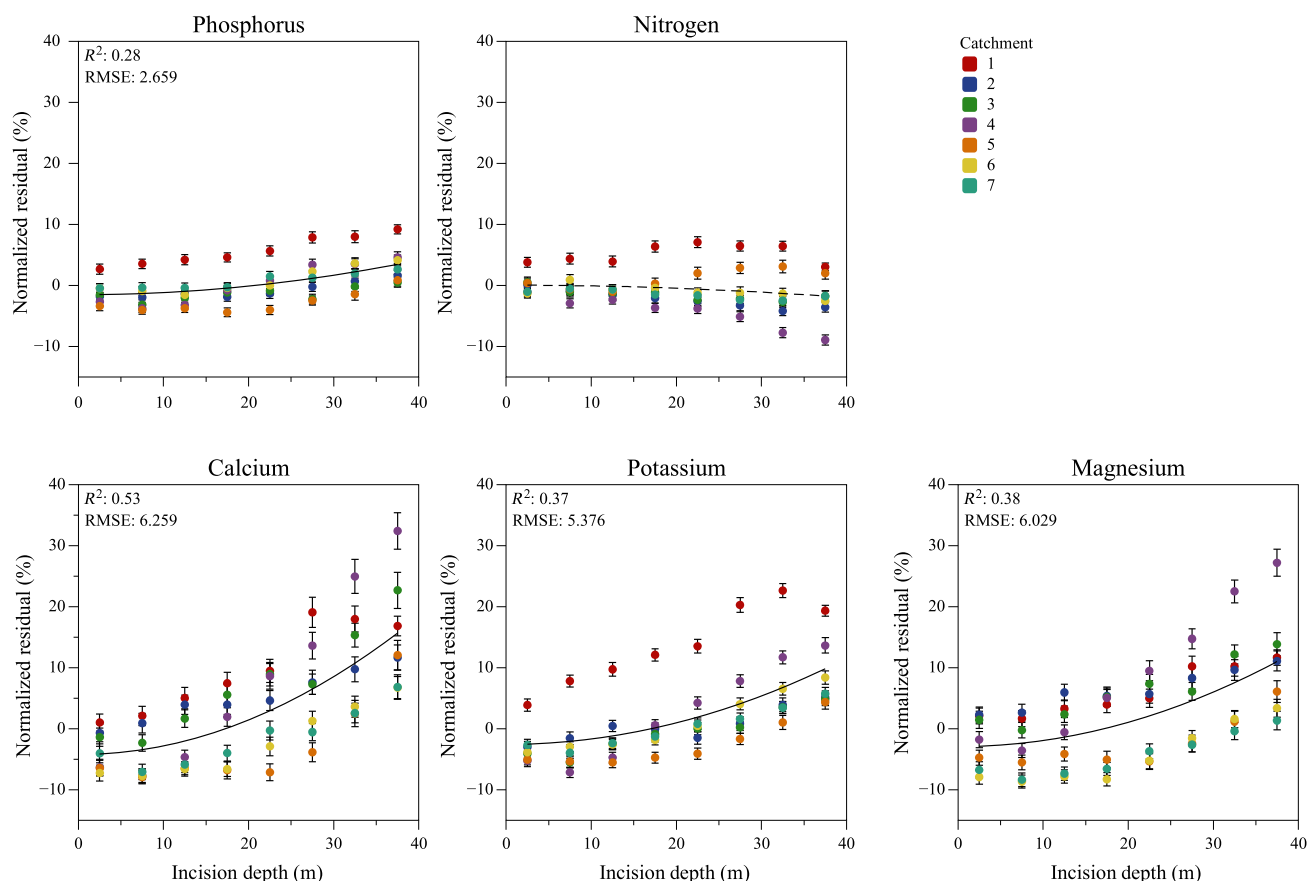 Phosphorus
R²: 0.28
RMSE: 2.659
Normalized residual (%)
40
30
20
10
0
−10
0
10
20
30
40
Nitrogen
Normalized residual (%)
40
30
20
10
0
−10
0
10
20
30
40
Catchment
1
2
3
4
5
6
7
Calcium
R²: 0.53
RMSE: 6.259
Normalized residual (%)
40
30
20
10
0
−10
0
10
20
30
40
Incision depth (m)
Potassium
R²: 0.37
RMSE: 5.376
Normalized residual (%)
40
30
20
10
0
−10
0
10
20
30
40
Incision depth (m)
Magnesium
R²: 0.38
RMSE: 6.029
Normalized residual (%)
40
30
20
10
0
−10
0
10
20
30
40
Incision depth (m)